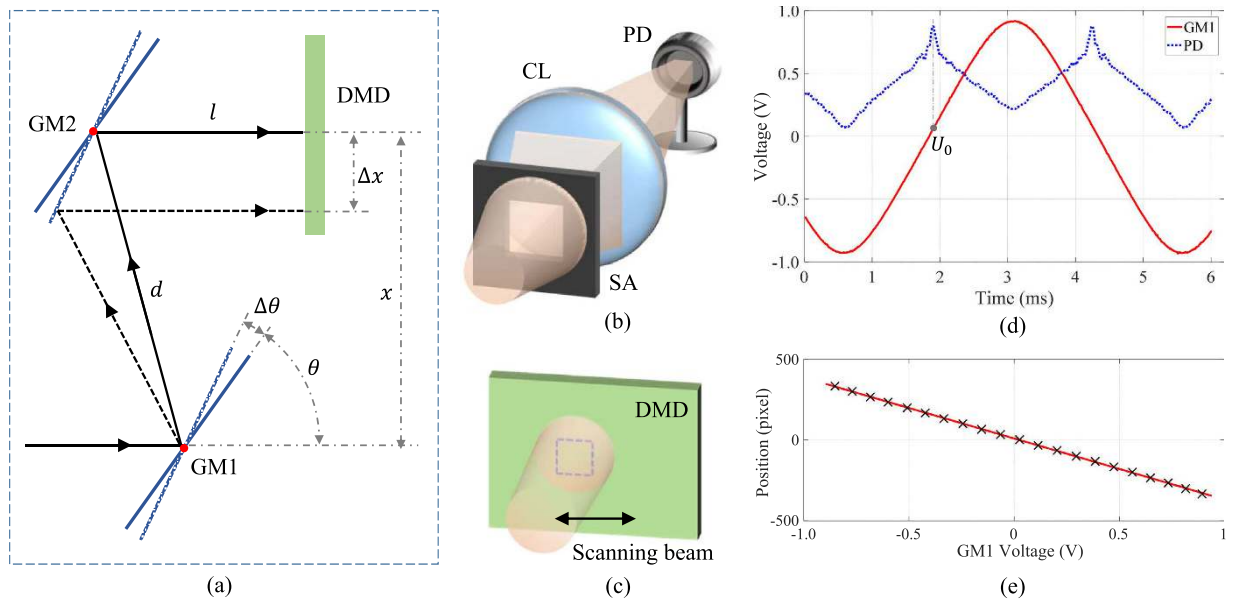 GM2
l
DMD
Δx
d
x
Δθ
θ
GM1
(a)
PD
CL
SA
(b)
DMD
Scanning beam
(c)
GM1
PD
1.0
0.5
0
-0.5
-1.0
Voltage (V)
U₀
0 1 2 3 4 5 6
Time (ms)
(d)
500
0
-500
Position (pixel)
-1.0 -0.5 0 0.5 1
GM1 Voltage (V)
(e)